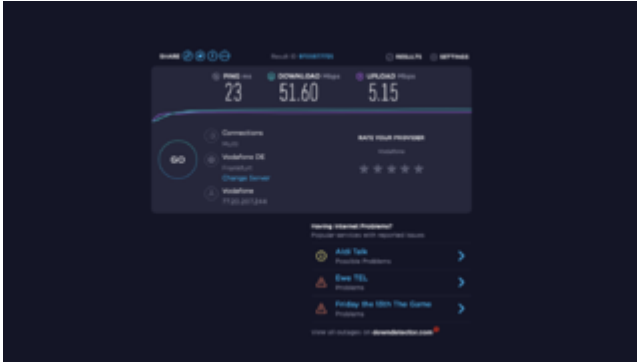 SHARE
Result ID
RESULTS
SETTINGS
PING ms
DOWNLOAD Mbps
UPLOAD Mbps
23
51.60
5.15
GO
Connections
Multi
Vodafone DE
Frankfurt
Change Server
Vodafone
RATE YOUR PROVIDER
Vodafone
Having Internet Problems?
Popular services with reported issues
Aldi Talk
Possible Problems
Ewe TEL
Problems
Friday the 13th The Game
Problems
View all outages on downdetector.com